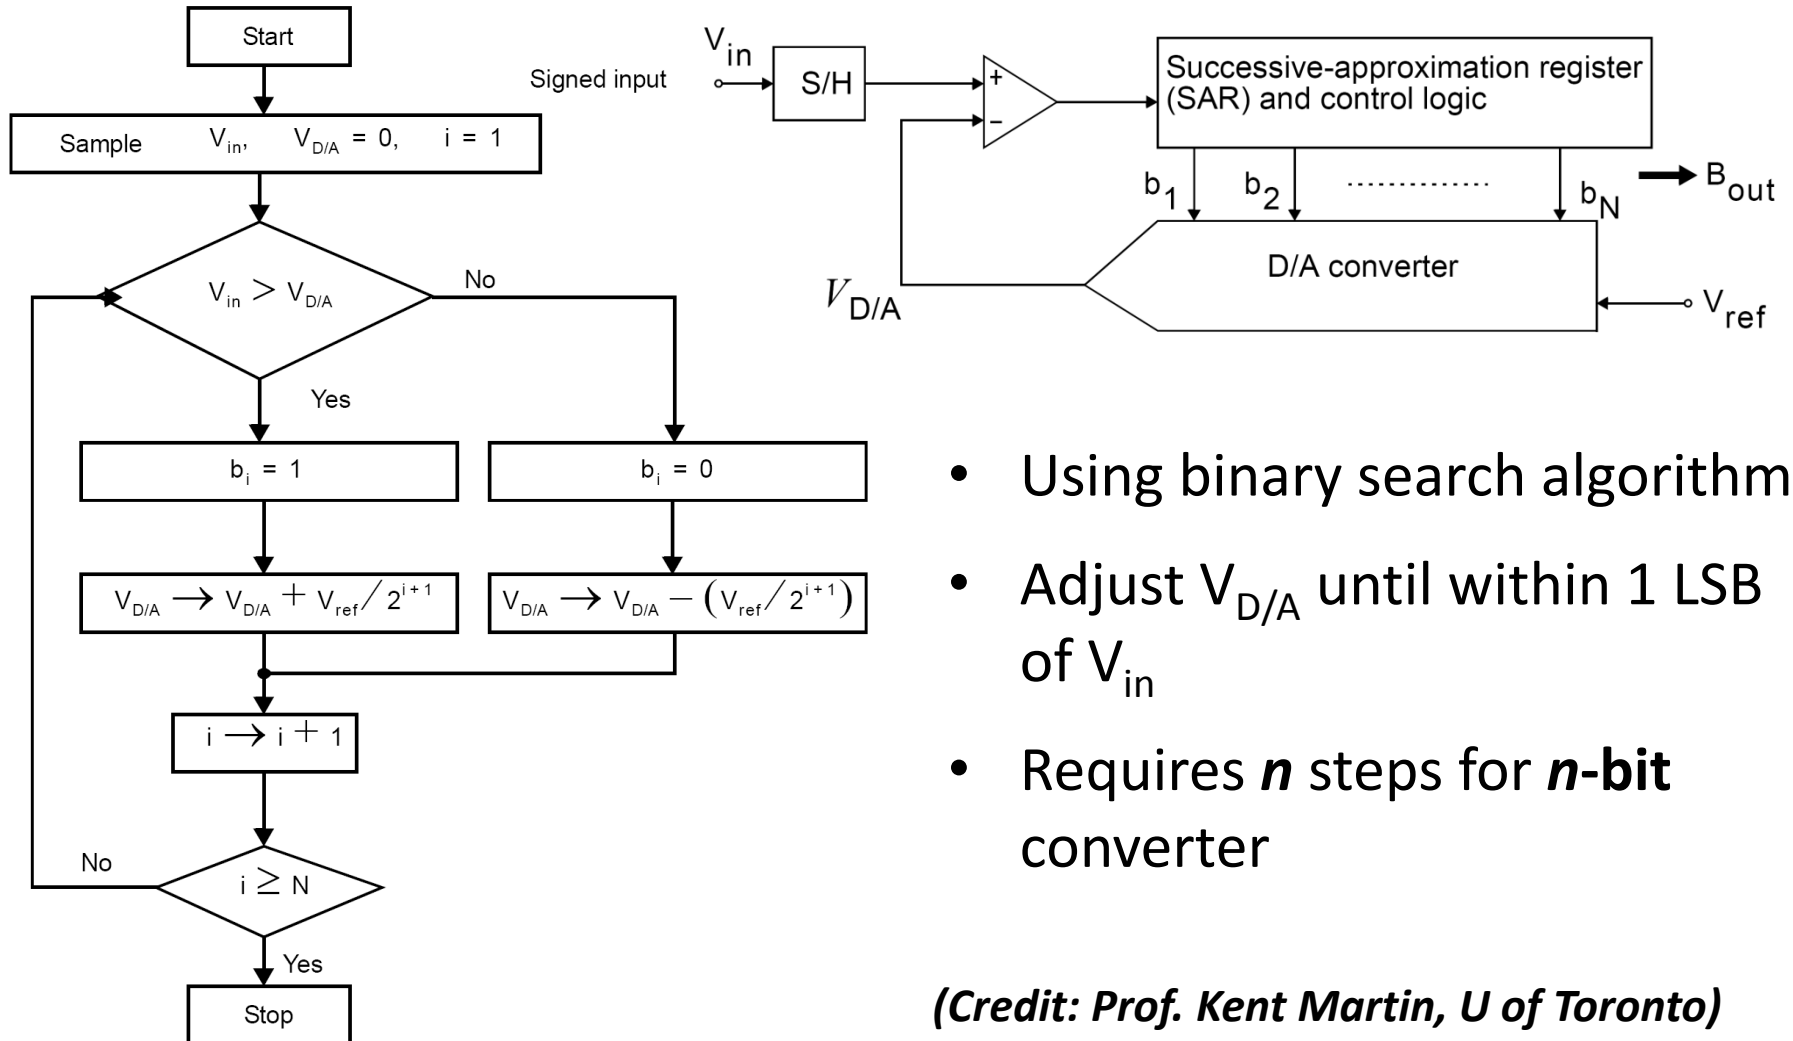 Start
Sample V_in, V_D/A = 0, i = 1
V_in > V_D/A
No
Yes
b_i = 1
b_i = 0
V_D/A → V_D/A + V_ref / 2^{i+1}
V_D/A → V_D/A − (V_ref / 2^{i+1})
i → i + 1
No
i ≥ N
Yes
Stop
Signed input
V_in
S/H
+
−
Successive-approximation register
(SAR) and control logic
b_1 b_2 .............. b_N
B_out
D/A converter
V_D/A
V_ref
• Using binary search algorithm
• Adjust V_D/A until within 1 LSB
of V_in
• Requires n steps for n-bit
converter
(Credit: Prof. Kent Martin, U of Toronto)